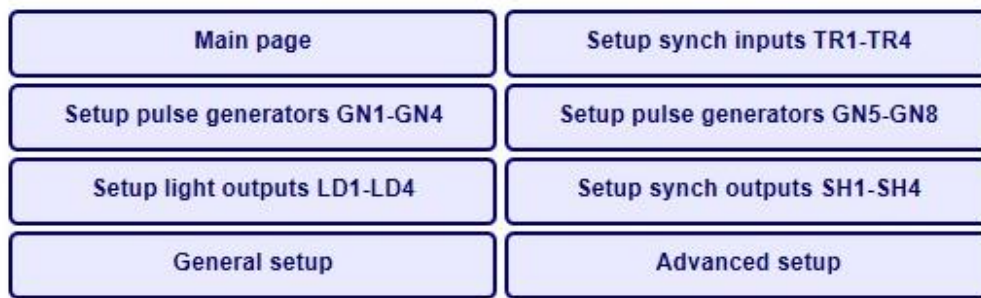 Main page
Setup synch inputs TR1-TR4
Setup pulse generators GN1-GN4
Setup pulse generators GN5-GN8
Setup light outputs LD1-LD4
Setup synch outputs SH1-SH4
General setup
Advanced setup